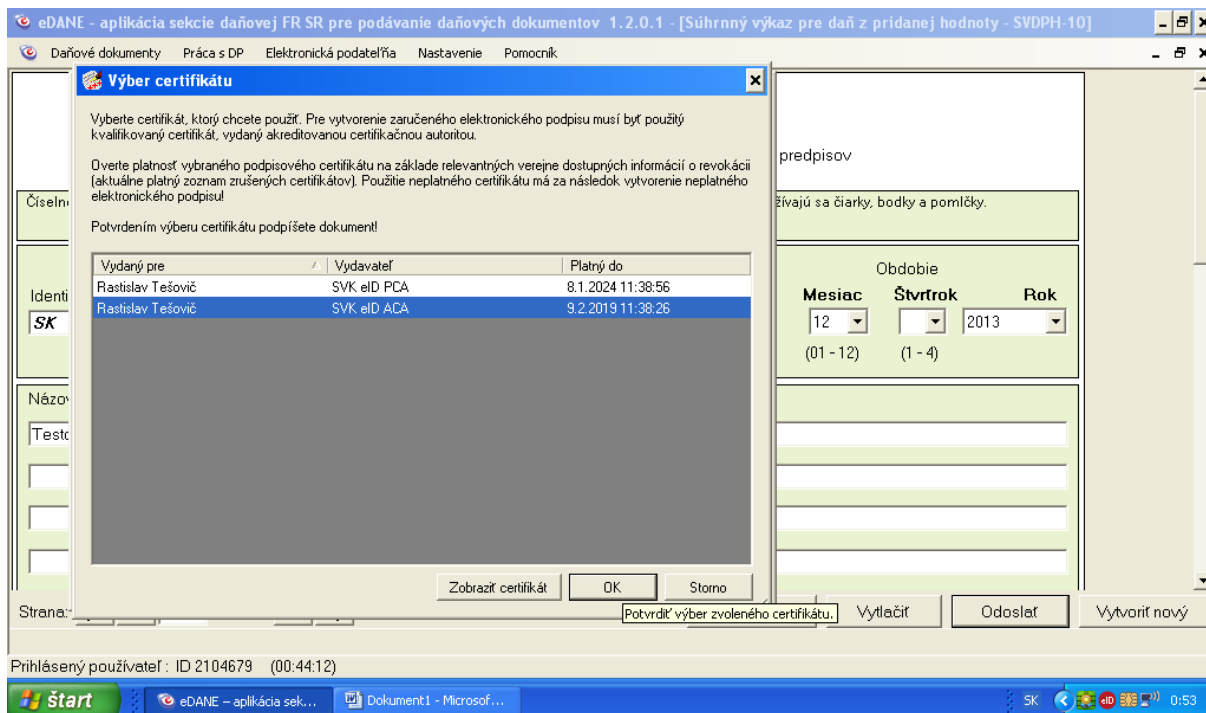 eDANE - aplikácia sekcie daňovej FR SR pre podávanie daňových dokumentov 1.2.0.1 - [Súhrnný výkaz pre daň z pridanej hodnoty - SVDPH-10]
Daňové dokumenty Práca s DP Elektronická podateľňa Nastavenie Pomocník
Výber certifikátu
Vyberte certifikát, ktorý chcete použiť. Pre vytvorenie zaručeného elektronického podpisu musí byť použitý
kvalifikovaný certifikát, vydaný akreditovanou certifikačnou autoritou.
predpisov
Overte platnosť vybraného podpisového certifikátu na základe relevantných verejne dostupných informácií o revokácii
(aktuálne platný zoznam zrušených certifikátov). Použitie neplatného certifikátu má za následok vytvorenie neplatného
elektronického podpisu!
Číseln
žívajú sa čiarky, bodky a pomlčky.
Potvrdením výberu certifikátu podpíšete dokument!
Vydaný pre Vydavateľ Platný do
Rastislav Tešovič SVK eID PCA 8.1.2024 11:38:56
Rastislav Tešovič SVK eID ACA 9.2.2019 11:38:26
Obdobie
Identi
Mesiac Štvrťrok Rok
SK
12 2013
(01 - 12) (1 - 4)
Názo
Testo
Zobraziť certifikát OK Storno
Potvrdiť výber zvoleného certifikátu.
Strana:
Vytlačiť Odoslať Vytvoriť nový
Prihlásený používateľ : ID 2104679 (00:44:12)
štart eDANE – aplikácia sek... Dokument1 - Microsof... SK eID 0:53